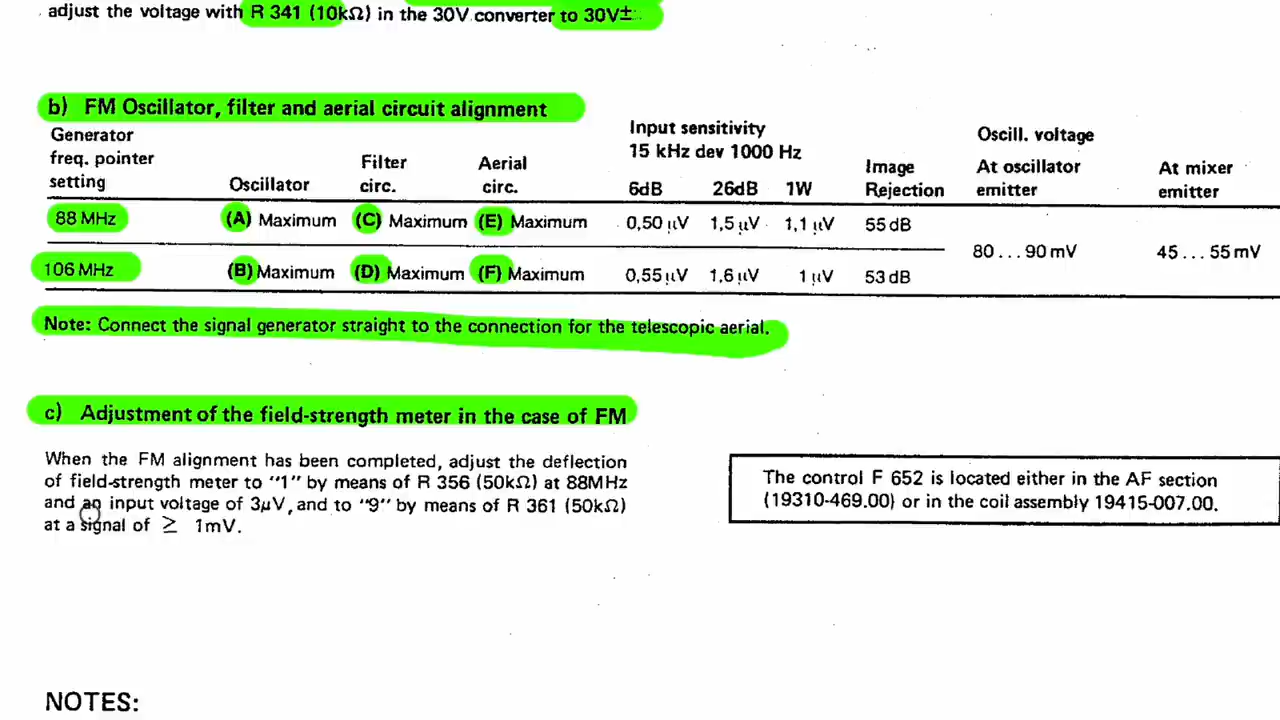 adjust the voltage with R 341 (10kΩ) in the 30V converter to 30V±
b) FM Oscillator, filter and aerial circuit alignment
Generator freq. pointer setting Oscillator Filter circ. Aerial circ. Input sensitivity 15 kHz dev 1000 Hz Image Rejection Oscill. voltage
6dB 26dB 1W At oscillator emitter At mixer emitter
88 MHz (A) Maximum (C) Maximum (E) Maximum 0,50 µV 1,5 µV 1,1 µV 55 dB
80...90 mV 45... 55 mV
106 MHz (B) Maximum (D) Maximum (F) Maximum 0,55 µV 1,6 µV 1 µV 53 dB
Note: Connect the signal generator straight to the connection for the telescopic aerial.
c) Adjustment of the field-strength meter in the case of FM
When the FM alignment has been completed, adjust the deflection
of field-strength meter to "1" by means of R 356 (50kΩ) at 88MHz
and an input voltage of 3µV, and to "9" by means of R 361 (50kΩ)
at a signal of ≥ 1mV.
The control F 652 is located either in the AF section
(19310-469.00) or in the coil assembly 19415-007.00.
NOTES: